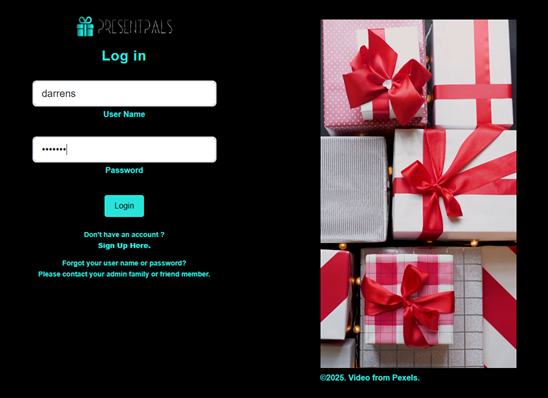 PRESENTPALS
Log in
darrens
User Name
•••••••
Password
Login
Don't have an account ?
Sign Up Here.
Forgot your user name or password?
Please contact your admin family or friend member.
©2025. Video from Pexels.